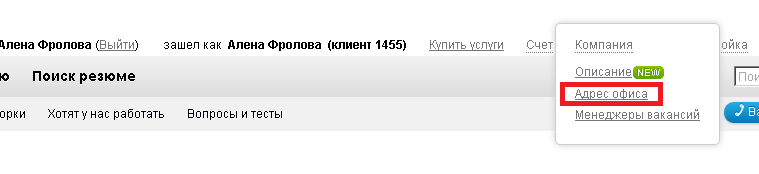 Алена Фролова (Выйти) зашел как Алена Фролова (клиент 1455) Купить услуги Счет Компания ойка
Описание NEW
ю Поиск резюме Адрес офиса Пои
орки Хотят у нас работать Вопросы и тесты Менеджеры вакансий Ва